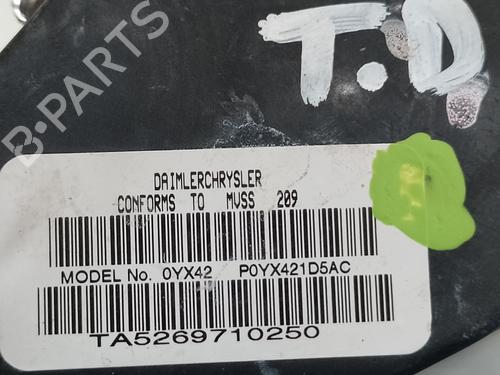 T.D
B-PARTS
DAIMLERCHRYSLER
CONFORMS TO MVSS 209
MODEL No. 0YX42 P0YX421D5AC
TA5269710250